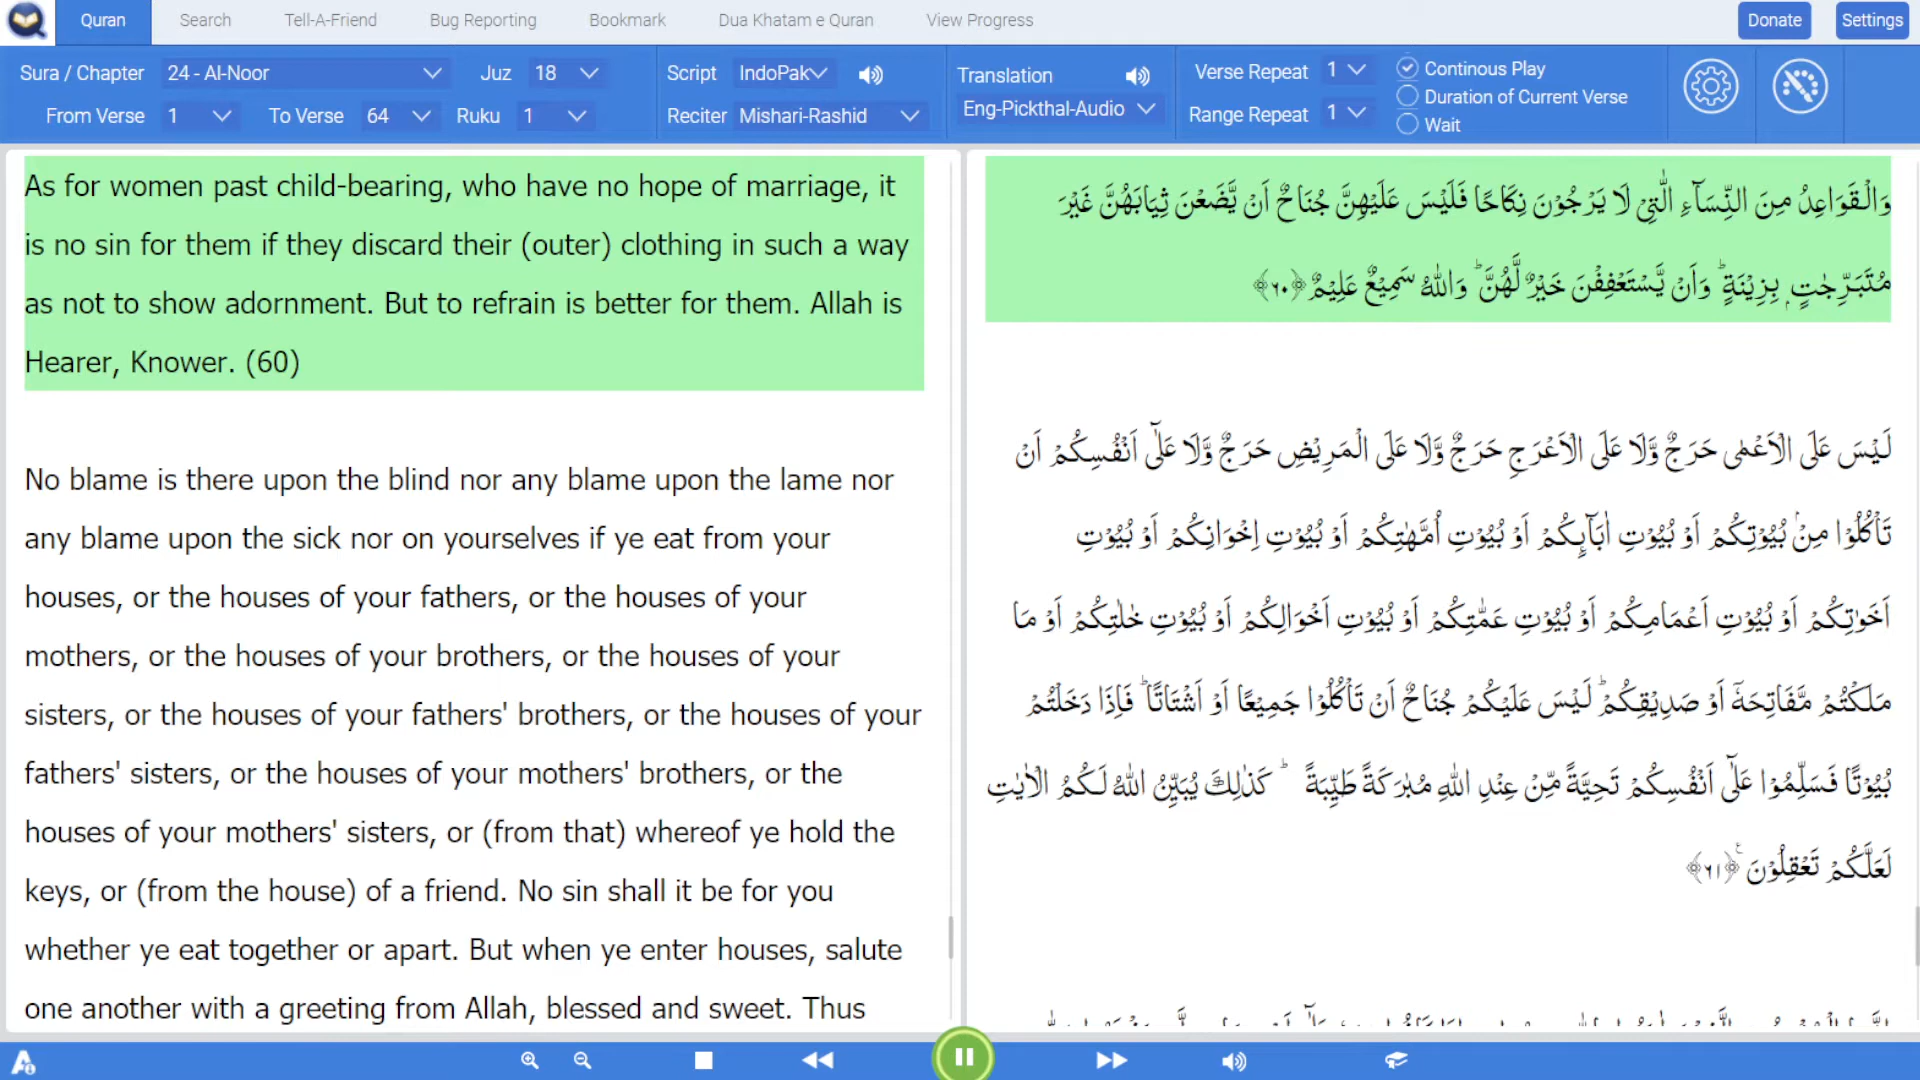 Quran Search Tell-A-Friend Bug Reporting Bookmark Dua Khatam e Quran View Progress Donate Settings
Sura / Chapter 24 - Al-Noor Juz 18 Script IndoPak Translation Verse Repeat 1 Continous Play
From Verse 1 To Verse 64 Ruku 1 Reciter Mishari-Rashid Eng-Pickthal-Audio Range Repeat 1 Duration of Current Verse
Wait
As for women past child-bearing, who have no hope of marriage, it
is no sin for them if they discard their (outer) clothing in such a way
as not to show adornment. But to refrain is better for them. Allah is
Hearer, Knower. (60)
No blame is there upon the blind nor any blame upon the lame nor
any blame upon the sick nor on yourselves if ye eat from your
houses, or the houses of your fathers, or the houses of your
mothers, or the houses of your brothers, or the houses of your
sisters, or the houses of your fathers' brothers, or the houses of your
fathers' sisters, or the houses of your mothers' brothers, or the
houses of your mothers' sisters, or (from that) whereof ye hold the
keys, or (from the house) of a friend. No sin shall it be for you
whether ye eat together or apart. But when ye enter houses, salute
one another with a greeting from Allah, blessed and sweet. Thus
وَالْقَوَاعِدُ مِنَ النِّسَآءِ الّٰتِيْ لَا يَرْجُوْنَ نِكَاحًا فَلَيْسَ عَلَيْهِنَّ جُنَاحٌ اَنْ يَّضَعْنَ ثِيَابَهُنَّ غَيْرَ
مُتَبَرِّجٰتٍۭ بِزِيْنَةٍؕ وَاَنْ يَّسْتَعْفِفْنَ خَيْرٌ لَّهُنَّؕ وَاللّٰهُ سَمِيْعٌ عَلِيْمٌ ﴿۶۰﴾
لَيْسَ عَلَى الْاَعْمٰى حَرَجٌ وَّلَا عَلَى الْاَعْرَجِ حَرَجٌ وَّلَا عَلَى الْمَرِيْضِ حَرَجٌ وَّلَا عَلٰٓى اَنْفُسِكُمْ اَنْ
تَاْكُلُوْا مِنْۢ بُيُوْتِكُمْ اَوْ بُيُوْتِ اٰبَآئِكُمْ اَوْ بُيُوْتِ اُمَّهٰتِكُمْ اَوْ بُيُوْتِ اِخْوَانِكُمْ اَوْ بُيُوْتِ
اَخَوٰتِكُمْ اَوْ بُيُوْتِ اَعْمَامِكُمْ اَوْ بُيُوْتِ عَمّٰتِكُمْ اَوْ بُيُوْتِ اَخْوَالِكُمْ اَوْ بُيُوْتِ خٰلٰتِكُمْ اَوْ مَا
مَلَكْتُمْ مَّفَاتِحَهٗۤ اَوْ صَدِيْقِكُمْؕ لَيْسَ عَلَيْكُمْ جُنَاحٌ اَنْ تَاْكُلُوْا جَمِيْعًا اَوْ اَشْتَاتًاؕ فَاِذَا دَخَلْتُمْ
بُيُوْتًا فَسَلِّمُوْا عَلٰٓى اَنْفُسِكُمْ تَحِيَّةً مِّنْ عِنْدِ اللّٰهِ مُبٰرَكَةً طَيِّبَةً ؕ كَذٰلِكَ يُبَيِّنُ اللّٰهُ لَكُمُ الْاٰيٰتِ
لَعَلَّكُمْ تَعْقِلُوْنَ ﴿۶۱﴾